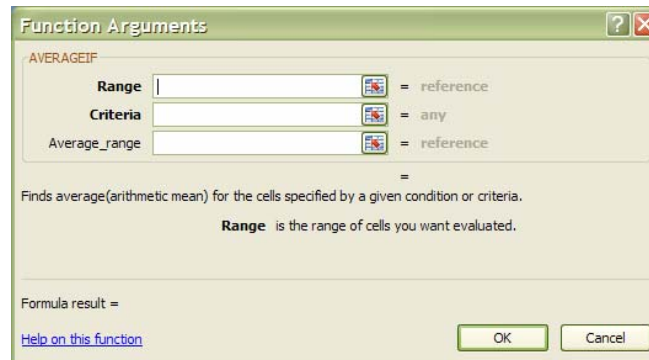 Function Arguments
?
AVERAGEIF
Range = reference
Criteria = any
Average_range = reference
=
Finds average(arithmetic mean) for the cells specified by a given condition or criteria.
Range is the range of cells you want evaluated.
Formula result =
Help on this function OK Cancel